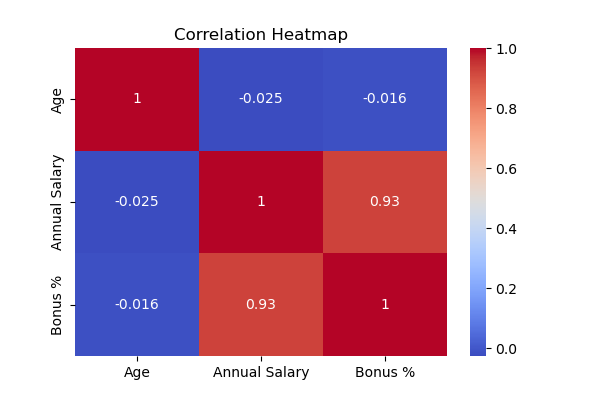 Correlation Heatmap
Age
1
-0.025
-0.016
Annual Salary
-0.025
1
0.93
Bonus %
-0.016
0.93
1
Age
Annual Salary
Bonus %
1.0
0.8
0.6
0.4
0.2
0.0